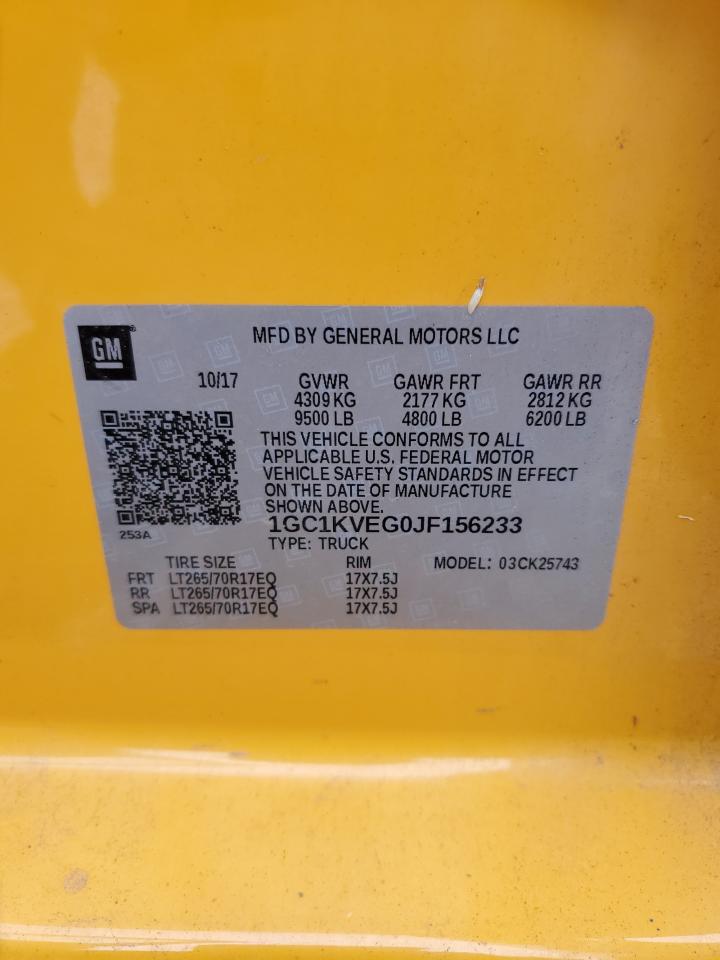 GM
®
MFD BY GENERAL MOTORS LLC
10/17 GVWR GAWR FRT GAWR RR
4309 KG 2177 KG 2812 KG
9500 LB 4800 LB 6200 LB
THIS VEHICLE CONFORMS TO ALL
APPLICABLE U.S. FEDERAL MOTOR
VEHICLE SAFETY STANDARDS IN EFFECT
ON THE DATE OF MANUFACTURE
SHOWN ABOVE.
1GC1KVEG0JF156233
253A
TYPE: TRUCK
TIRE SIZE RIM MODEL: 03CK25743
FRT LT265/70R17EQ 17X7.5J
RR LT265/70R17EQ 17X7.5J
SPA LT265/70R17EQ 17X7.5J